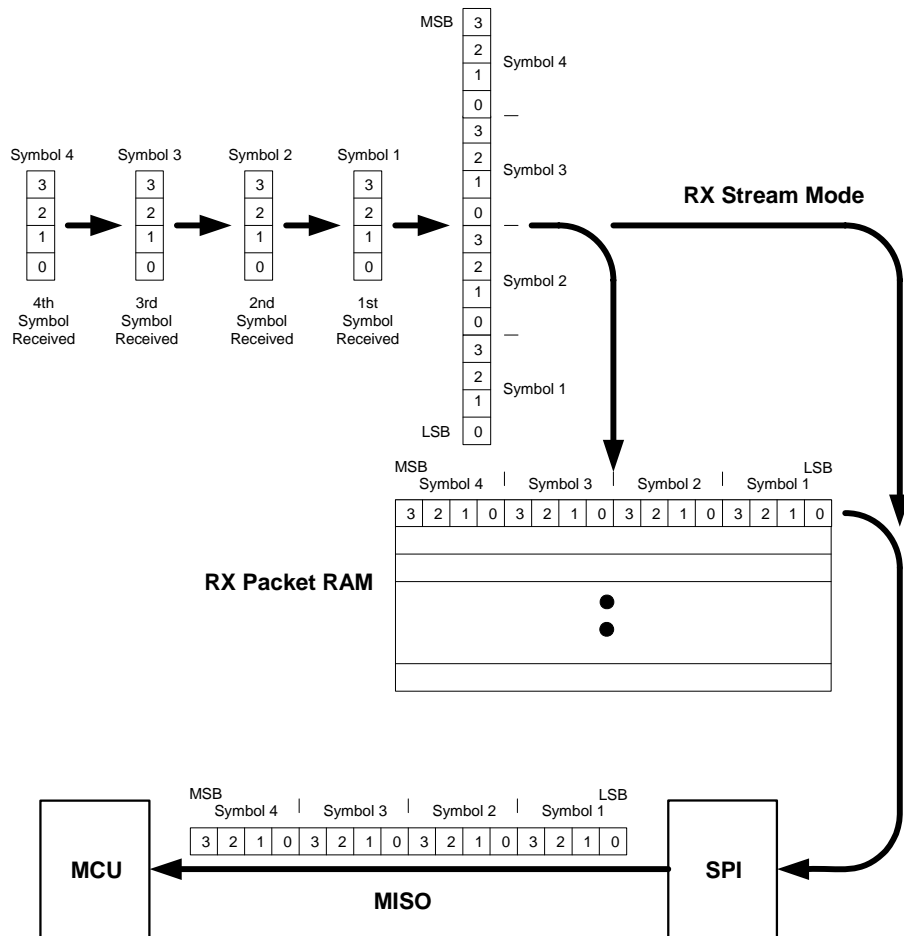 MSB
3
2
1
0
Symbol 4
3
2
1
0
Symbol 3
3
2
1
0
Symbol 2
3
2
1
0
Symbol 1
LSB
Symbol 4
3
2
1
0
4th
Symbol
Received
Symbol 3
3
2
1
0
3rd
Symbol
Received
Symbol 2
3
2
1
0
2nd
Symbol
Received
Symbol 1
3
2
1
0
1st
Symbol
Received
RX Stream Mode
MSB LSB
Symbol 4 Symbol 3 Symbol 2 Symbol 1
3 2 1 0 3 2 1 0 3 2 1 0 3 2 1 0
RX Packet RAM
MSB LSB
Symbol 4 Symbol 3 Symbol 2 Symbol 1
3 2 1 0 3 2 1 0 3 2 1 0 3 2 1 0
MCU
MISO
SPI